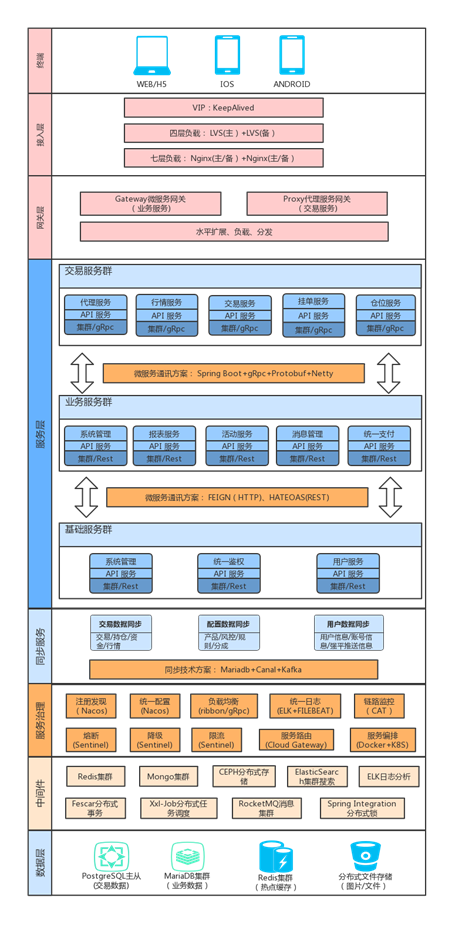 终端
WEB/H5
IOS
ANDROID
接入层
VIP：KeepAlived
四层负载： LVS(主）+LVS(备）
七层负载： Nginx(主/备）+Nginx(主/备）
网关层
Gateway微服务网关
（ 业务服务）
Proxy代理服务网关
（ 交易服务）
水平扩展、负载、分发
服务层
交易服务群
代理服务
API 服务
集群/gRpc
行情服务
API 服务
集群/gRpc
交易服务
API 服务
集群/gRpc
挂单服务
API 服务
集群/gRpc
仓位服务
API 服务
集群/gRpc
微服务通讯方案： Spring Boot+gRpc+Protobuf+Netty
业务服务群
系统管理
API 服务
集群/Rest
报表服务
API 服务
集群/Rest
活动服务
API 服务
集群/Rest
消息管理
API 服务
集群/Rest
统一支付
API 服务
集群/Rest
微服务通讯方案： FEIGN（ HTTP)、HATEOAS(REST)
基础服务群
系统管理
API 服务
集群/Rest
统一鉴权
API 服务
集群/Rest
用户服务
API 服务
集群/Rest
同步服务
交易数据同步
交易/持仓/资
金/行情
配置数据同步
产品/风控/规
则/分成
用户数据同步
用户信息/账号信
息/强平推送信息
同步技术方案： Mariadb+Canal+Kafka
服务治理
注册发现
（ Nacos）
统一配置
(Nacos)
负载均衡
(ribbon/gRpc)
统一日志
(ELK+FILEBEAT)
链路监控
（ CAT ）
熔断
(Sentinel)
降级
(Sentinel)
限流
(Sentinel)
服务路由
(Cloud Gateway)
服务编排
(Docker+K8S)
中间件
Redis集群
Mongo集群
CEPH分布式存
储
ElasticSearc
h集群搜索
ELK日志分析
Fescar分布式
事务
Xxl-Job分布式任
务调度
RocketMQ消息
集群
Spring Integration
分布式锁
数据层
PostgreSQL主从
(交易数据)
MariaDB集群
( 业务数据 )
Redis集群
( 热点缓存 )
分布式文件存储
( 图片/文件 )